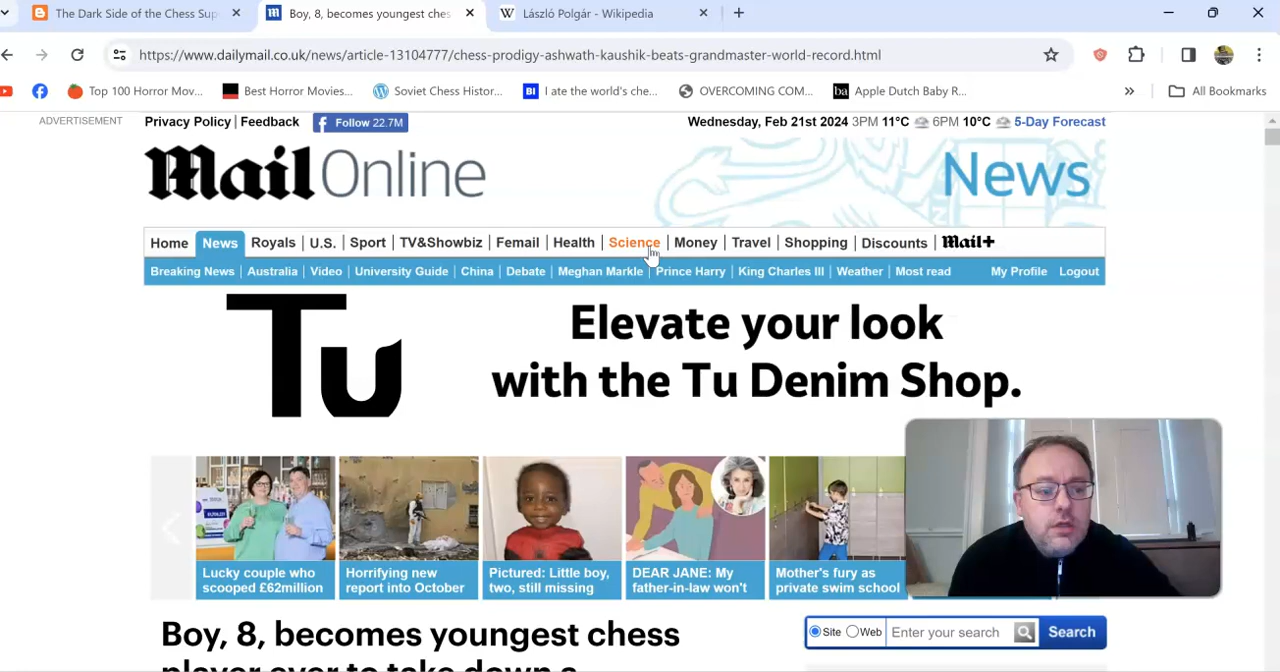 The Dark Side of the Chess Sup
Boy, 8, becomes youngest ches
László Polgár - Wikipedia
https://www.dailymail.co.uk/news/article-13104777/chess-prodigy-ashwath-kaushik-beats-grandmaster-world-record.html
Top 100 Horror Mov... Best Horror Movies... Soviet Chess Histor... BI I ate the world's che... OVERCOMING COM... ba Apple Dutch Baby R... » All Bookmarks
ADVERTISEMENT Privacy Policy | Feedback Follow 22.7M Wednesday, Feb 21st 2024 3PM 11°C 6PM 10°C 5-Day Forecast
Mail Online News
Home News Royals U.S. Sport TV&Showbiz Femail Health Science Money Travel Shopping Discounts Mail+
Breaking News Australia Video University Guide China Debate Meghan Markle Prince Harry King Charles III Weather Most read My Profile Logout
Tu
Elevate your look
with the Tu Denim Shop.
Lucky couple who
scooped £62million
Horrifying new
report into October
Pictured: Little boy,
two, still missing
DEAR JANE: My
father-in-law won't
Mother's fury as
private swim school
Site Web Enter your search Search
Boy, 8, becomes youngest chess
player ever to take down a